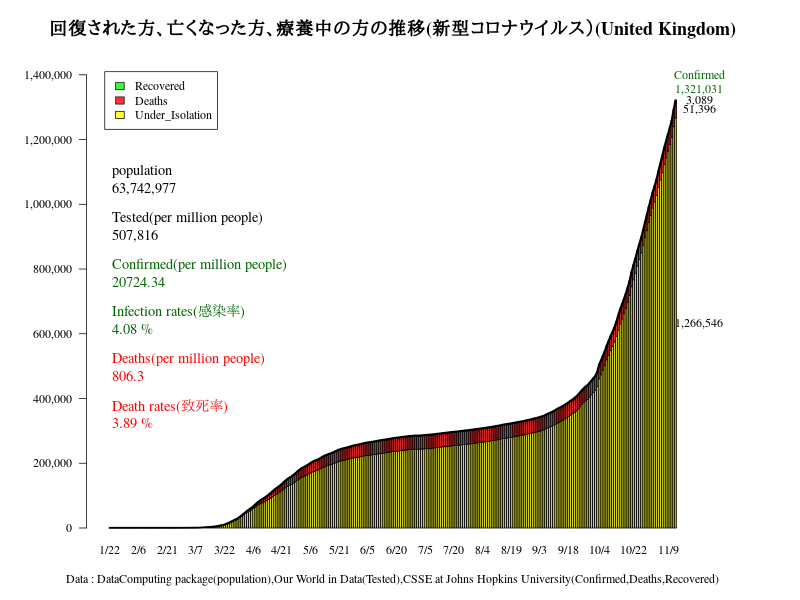 回復された方、亡くなった方、療養中の方の推移(新型コロナウイルス)(United Kingdom)
1,400,000
1,200,000
1,000,000
800,000
600,000
400,000
200,000
0
Recovered
Deaths
Under_Isolation
population
63,742,977
Tested(per million people)
507,816
Confirmed(per million people)
20724.34
Infection rates(感染率)
4.08 %
Deaths(per million people)
806.3
Death rates(致死率)
3.89 %
Confirmed
1,321,031
3,089
51,396
1,266,546
1/22 2/6 2/21 3/7 3/22 4/6 4/21 5/6 5/21 6/5 6/20 7/5 7/20 8/4 8/19 9/3 9/18 10/4 10/22 11/9
Data : DataComputing package(population),Our World in Data(Tested),CSSE at Johns Hopkins University(Confirmed,Deaths,Recovered)